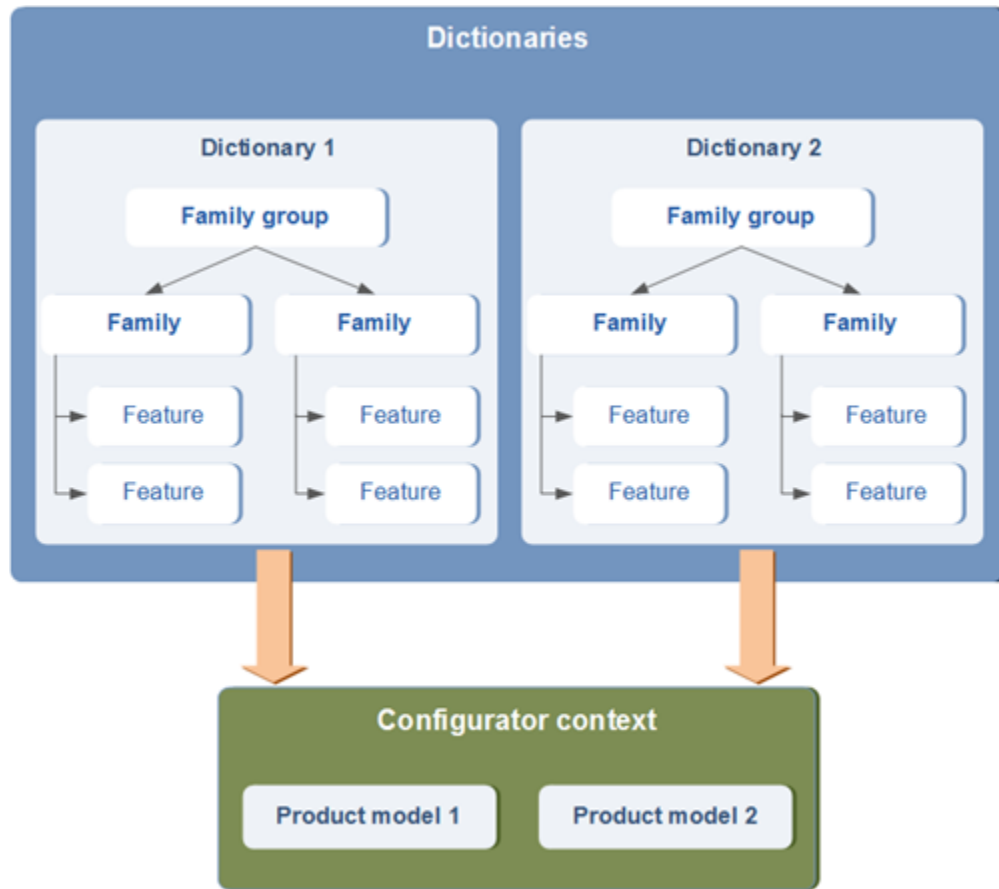 Dictionaries
Dictionary 1
Family group
Family
Family
Feature
Feature
Feature
Feature
Dictionary 2
Family group
Family
Family
Feature
Feature
Feature
Feature
Configurator context
Product model 1
Product model 2